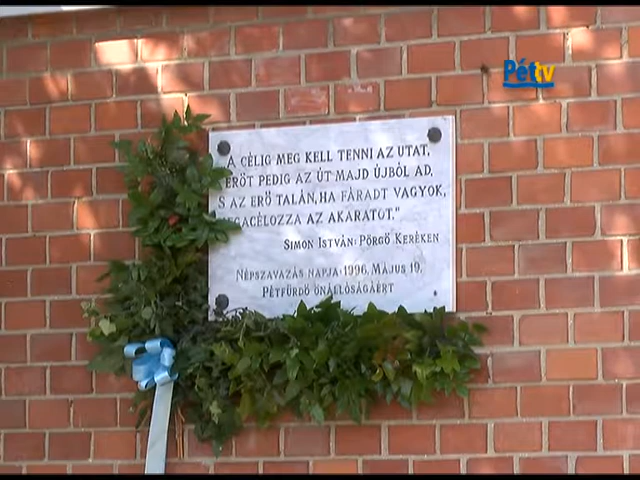 Péttv
„A CÉLIG MEG KELL TENNI AZ UTAT,
ERŐT PEDIG AZ ÚT MAJD ÚJBÓL AD,
S AZ ERŐ TALÁN, HA FÁRADT VAGYOK,
MEGACÉLOZZA AZ AKARATOT."
SIMON ISTVÁN: PÖRGŐ KERÉKEN
NÉPSZAVAZÁS NAPJA · 1996. MÁJUS 19.
PÉTFÜRDŐ ÖNÁLLÓSÁGÁÉRT